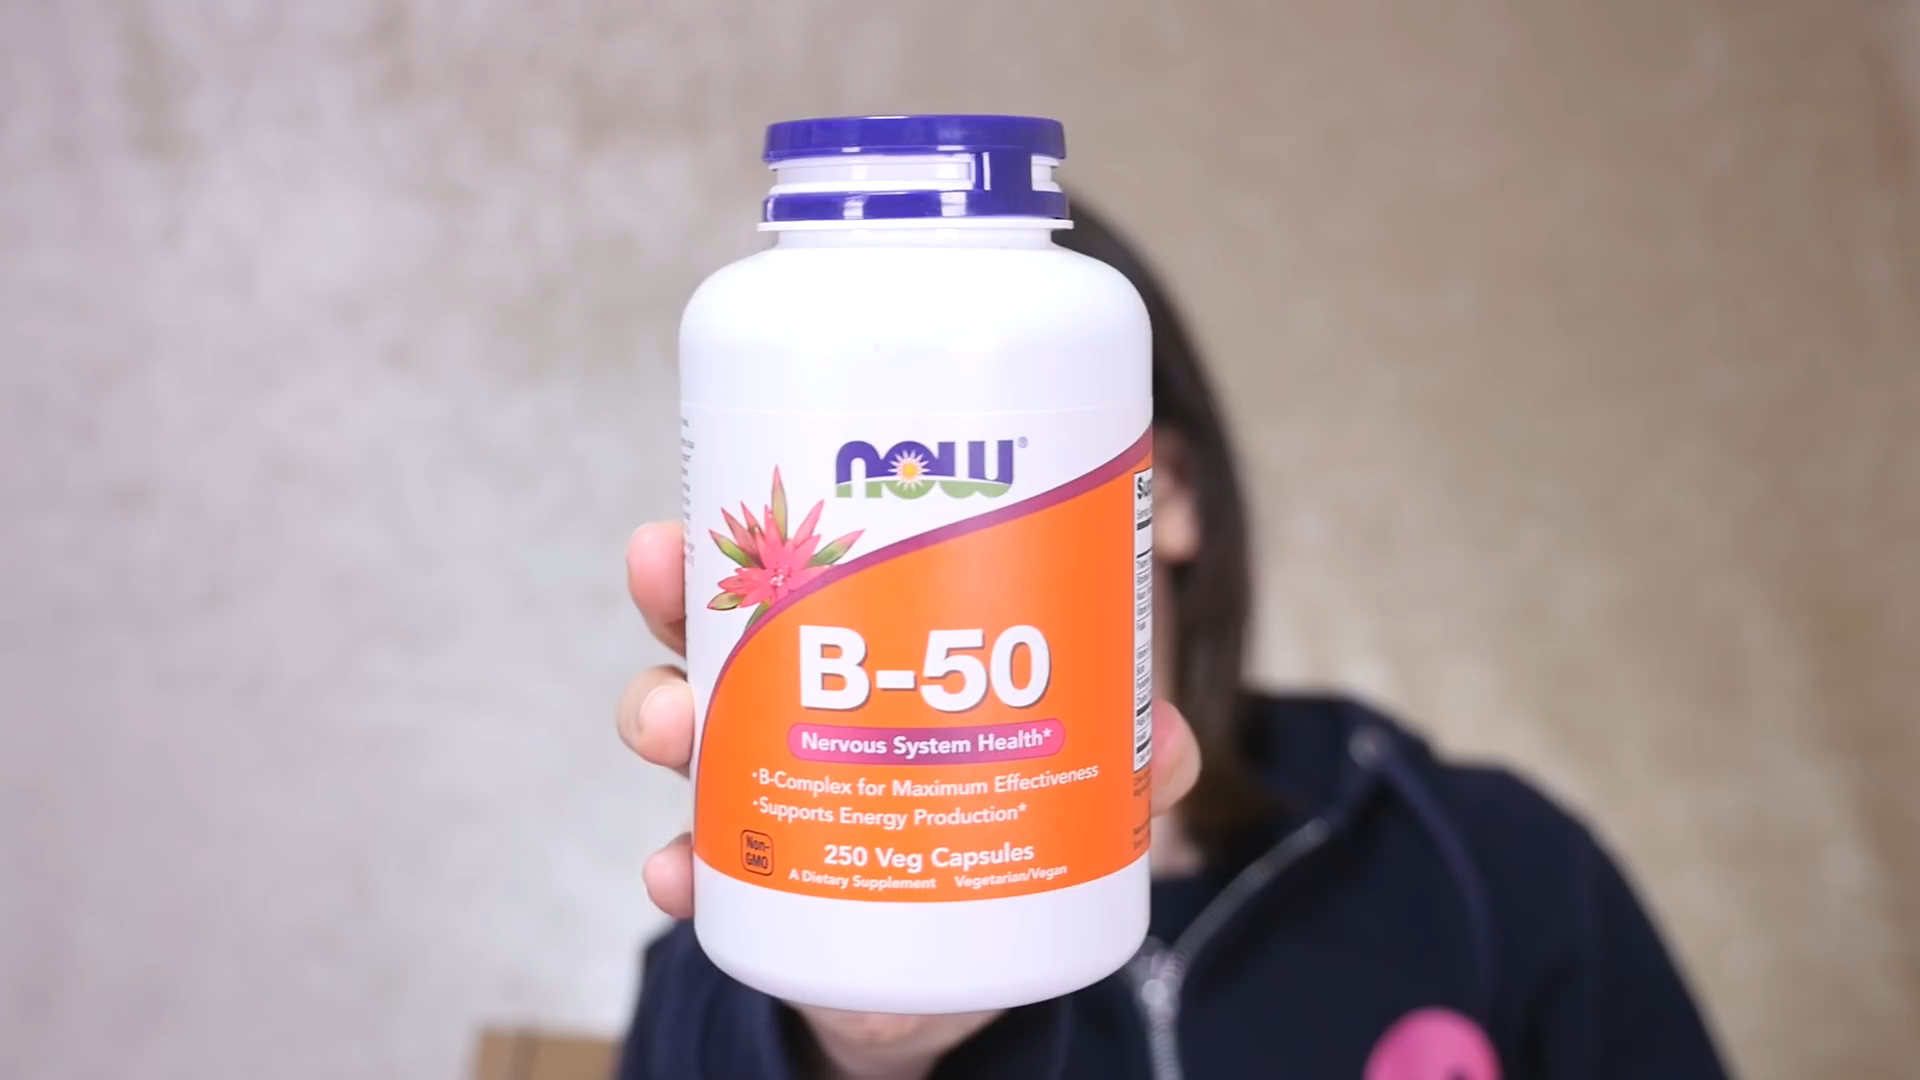 now®
B-50
Nervous System Health*
•B-Complex for Maximum Effectiveness
•Supports Energy Production*
Non-
GMO
250 Veg Capsules
A Dietary Supplement Vegetarian/Vegan